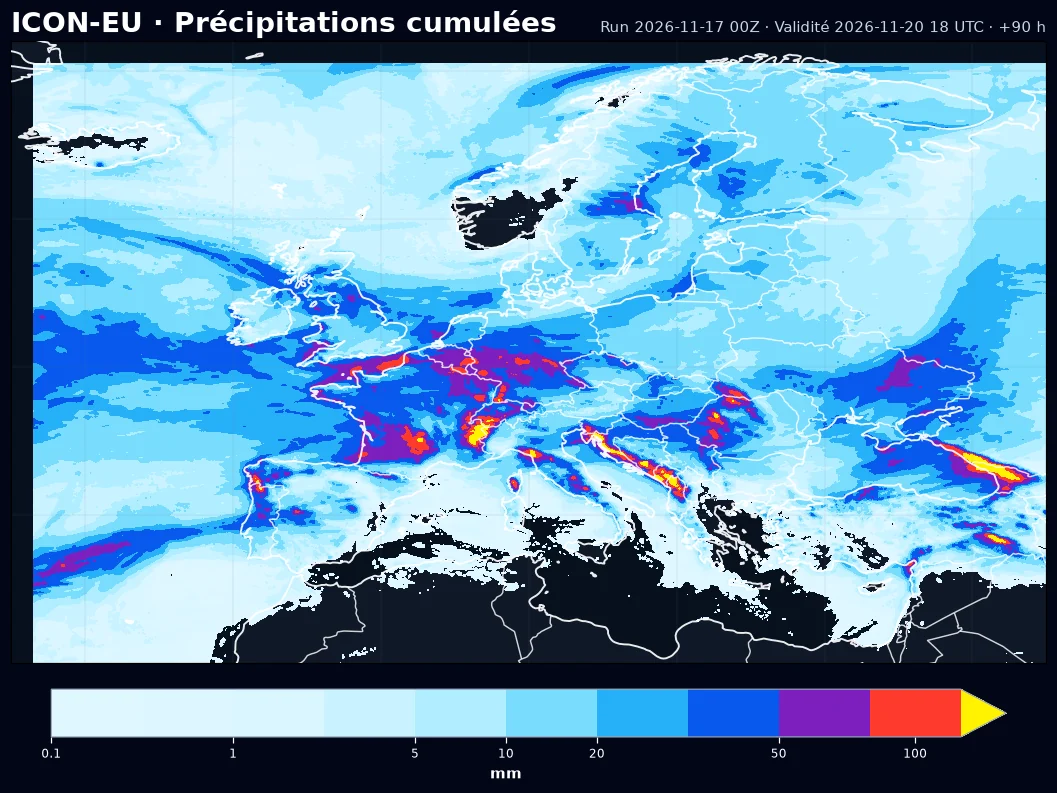 ICON-EU · Précipitations cumulées
Run 2026-11-17 00Z · Validité 2026-11-20 18 UTC · +90 h
0.1 1 5 10 20 50 100
mm